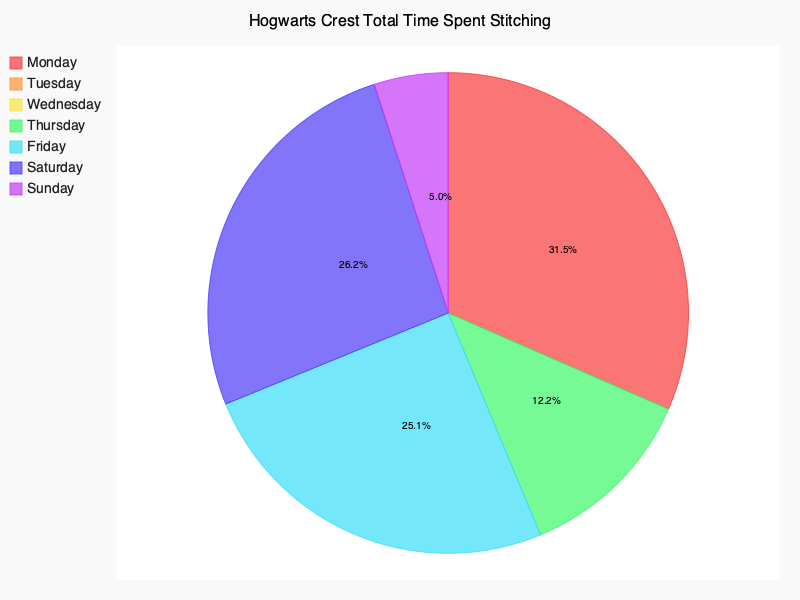 Hogwarts Crest Total Time Spent Stitching
Monday
Tuesday
Wednesday
Thursday
Friday
Saturday
Sunday
5.0%
31.5%
26.2%
12.2%
25.1%